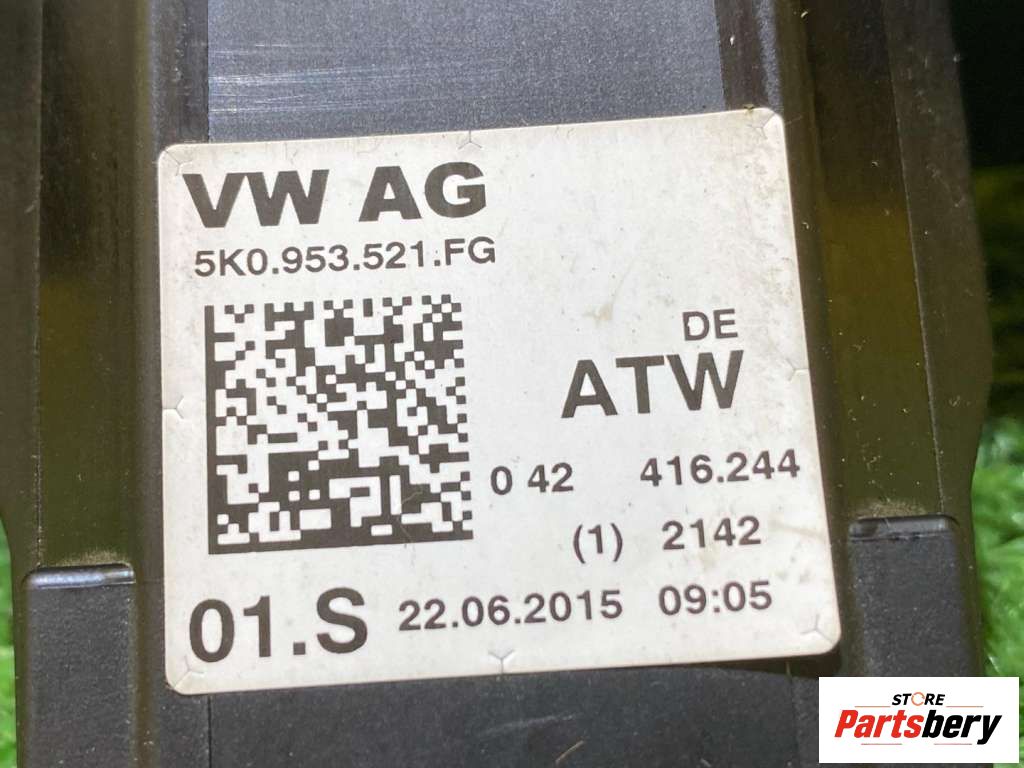 VW AG
5K0.953.521.FG
DE
ATW
0 42 416.244
(1) 2142
01.S 22.06.2015 09:05
STORE
Partsbery